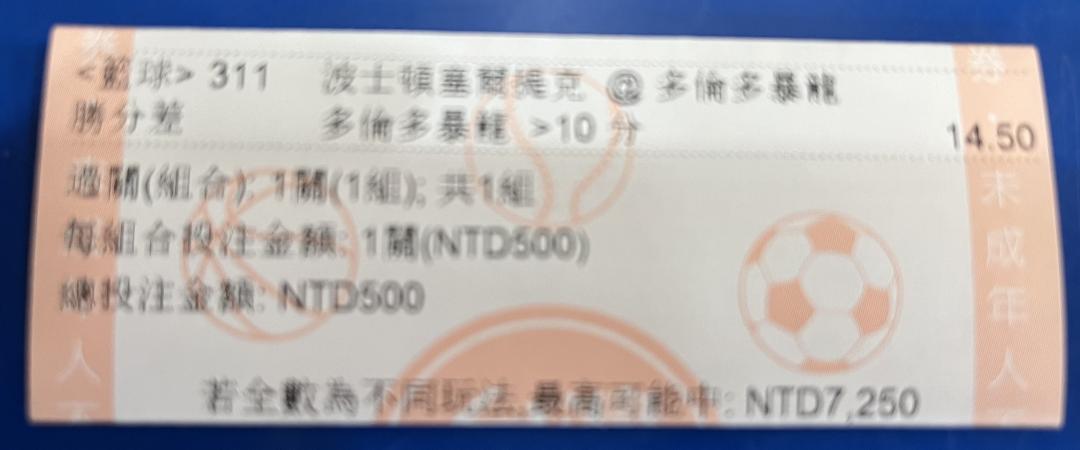 <籃球> 311 波士頓塞爾提克 @ 多倫多暴龍
勝分差 多倫多暴龍 >10 分 14.50
過關(組合): 1關(1組); 共1組
每組合投注金額: 1關(NTD500)
總投注金額: NTD500
若全數為不同玩法,最高可能中: NTD7,250
券
未成年人
人